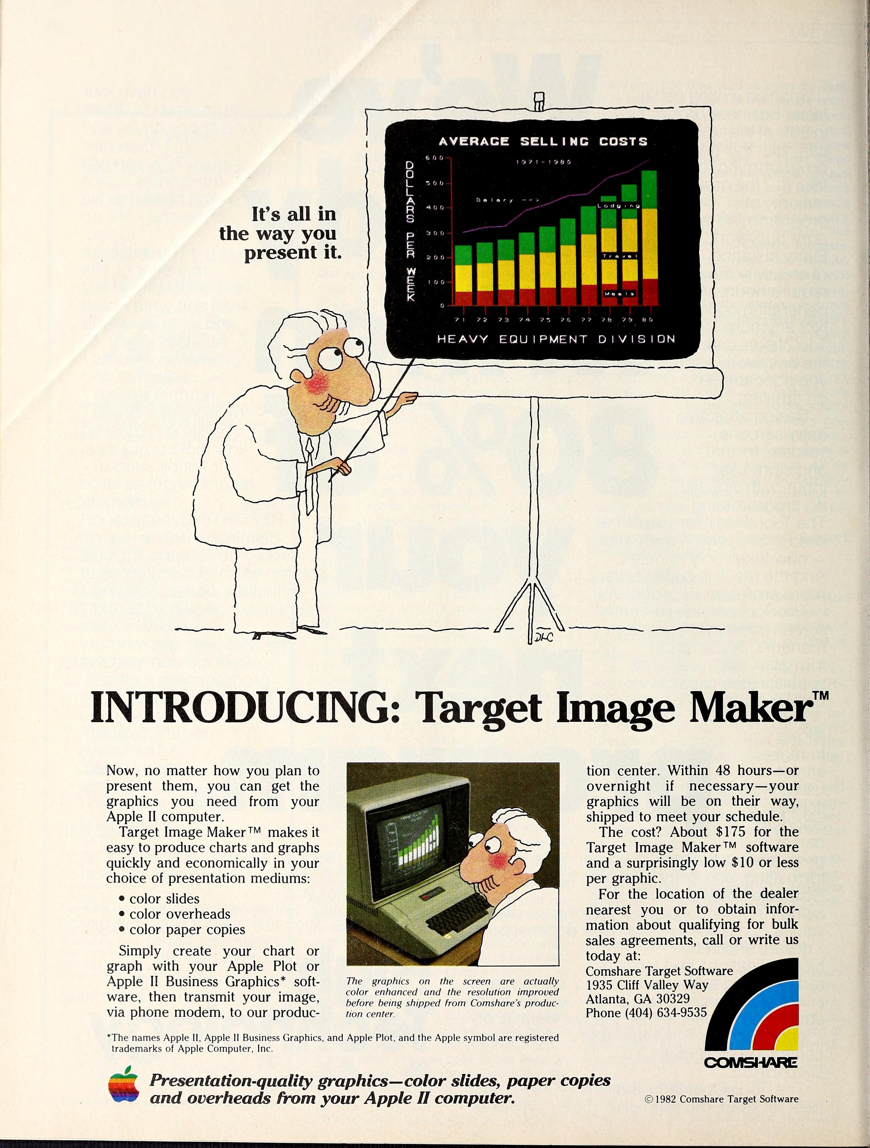 It's all in
the way you
present it.
AVERAGE SELLING COSTS
1971-1980
DOLLARS PER WEEK
600
500
400
300
200
100
0
Salary -->
Lodging
Travel
Meals
71 72 73 74 75 76 77 78 79 80
HEAVY EQUIPMENT DIVISION
DLC
INTRODUCING: Target Image Maker™
Now, no matter how you plan to
present them, you can get the
graphics you need from your
Apple II computer.
Target Image Maker™ makes it
easy to produce charts and graphs
quickly and economically in your
choice of presentation mediums:
• color slides
• color overheads
• color paper copies
Simply create your chart or
graph with your Apple Plot or
Apple II Business Graphics* soft-
ware, then transmit your image,
via phone modem, to our produc-
The graphics on the screen are actually
color enhanced and the resolution improved
before being shipped from Comshare's produc-
tion center.
tion center. Within 48 hours—or
overnight if necessary—your
graphics will be on their way,
shipped to meet your schedule.
The cost? About $175 for the
Target Image Maker™ software
and a surprisingly low $10 or less
per graphic.
For the location of the dealer
nearest you or to obtain infor-
mation about qualifying for bulk
sales agreements, call or write us
today at:
Comshare Target Software
1935 Cliff Valley Way
Atlanta, GA 30329
Phone (404) 634-9535
COMSHARE
*The names Apple II, Apple II Business Graphics, and Apple Plot, and the Apple symbol are registered
trademarks of Apple Computer, Inc.
Presentation-quality graphics—color slides, paper copies
and overheads from your Apple II computer.
©1982 Comshare Target Software